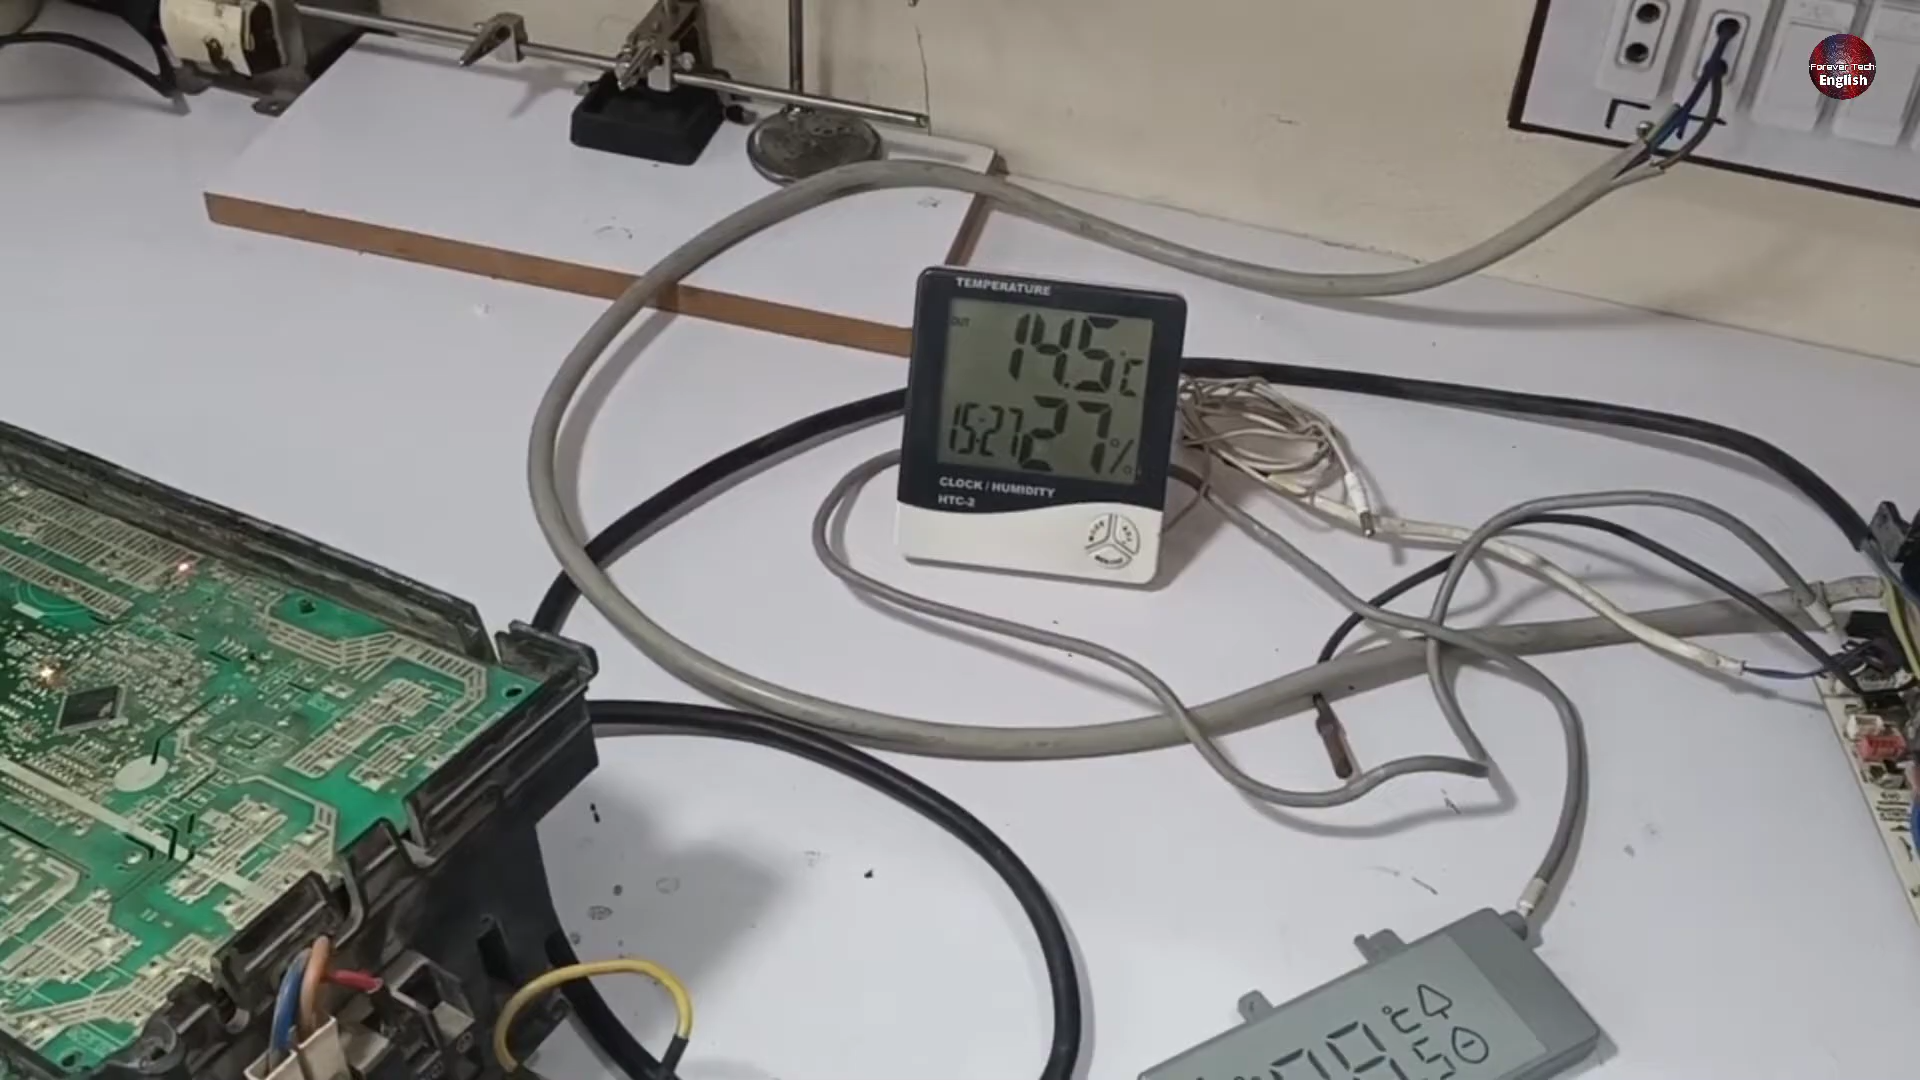 Forever Tech
English
TEMPERATURE
OUT
14.5°C
15:27 27%
CLOCK / HUMIDITY
HTC-2
°C